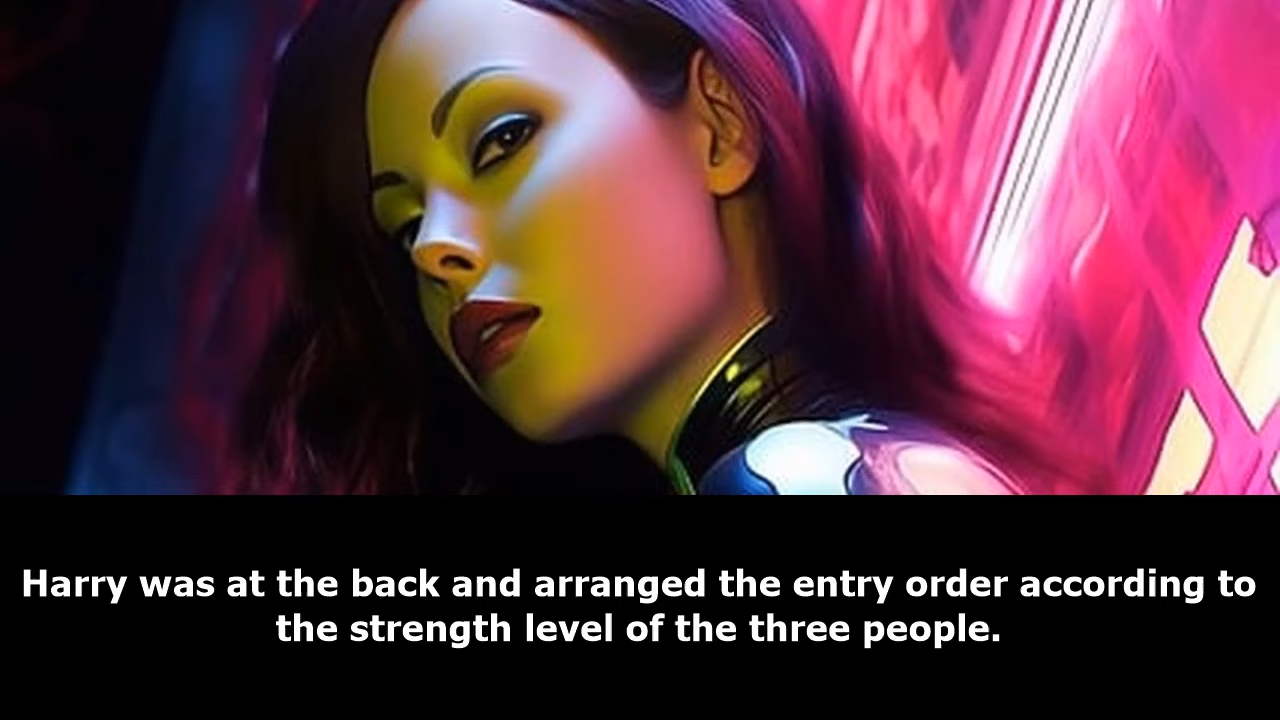 Harry was at the back and arranged the entry order according to
the strength level of the three people.